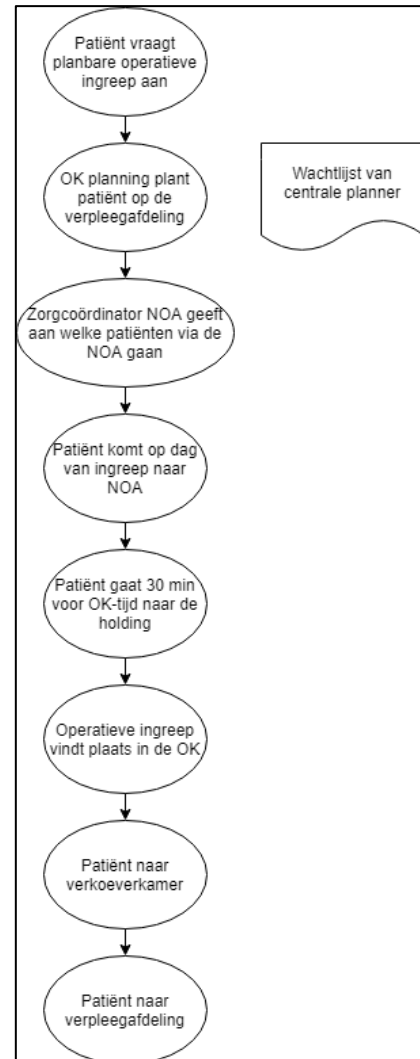 Patiënt vraagt
planbare operatieve
ingreep aan
OK planning plant
patiënt op de
verpleegafdeling
Wachtlijst van
centrale planner
Zorgcoördinator NOA geeft
aan welke patiënten via de
NOA gaan
Patiënt komt op dag
van ingreep naar
NOA
Patiënt gaat 30 min
voor OK-tijd naar de
holding
Operatieve ingreep
vindt plaats in de OK
Patiënt naar
verkoeverkamer
Patiënt naar
verpleegafdeling